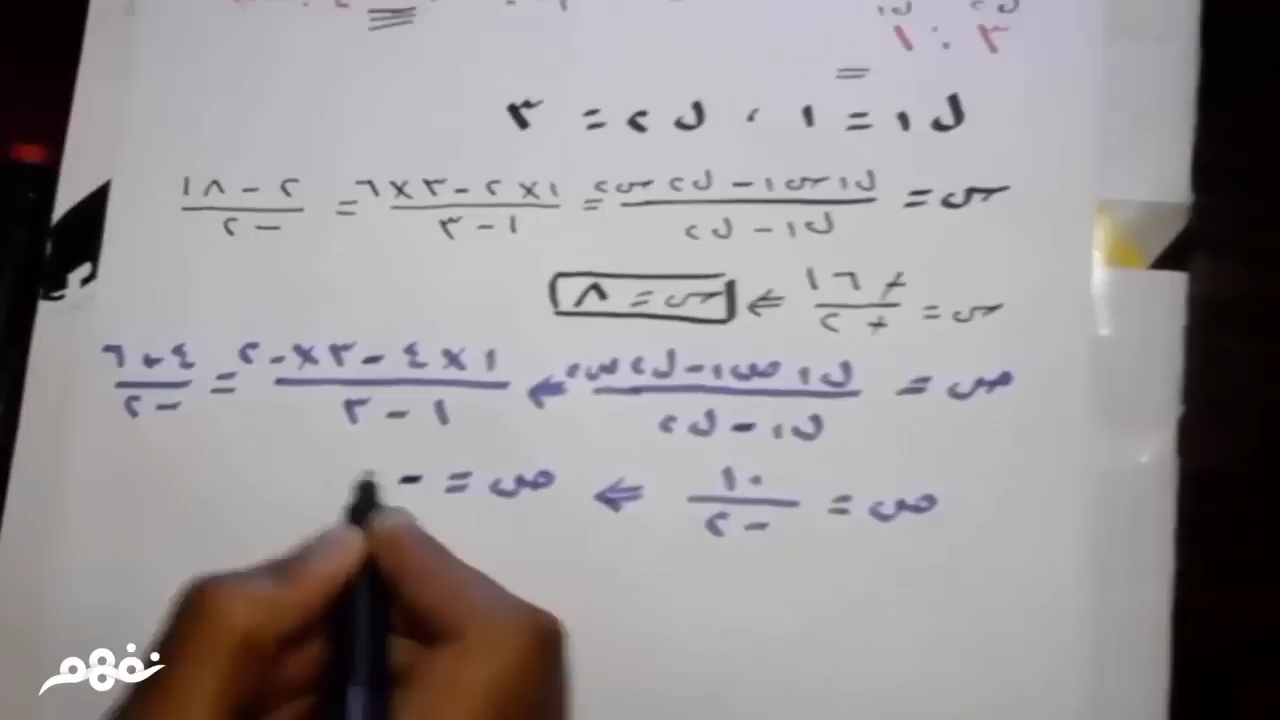 ٣ : ١
ل١ = ١ ، ل٢ = ٣
س = (ل١ س١ − ل٢ س٢) / (ل١ − ل٢) = (١ × ٢ − ٣ × ٦) / (١ − ٣) = (٢ − ١٨) / (−٢)
س = (−١٦) / (−٢) ⇐ س = ٨
ص = (ل١ ص١ − ل٢ ص٢) / (ل١ − ل٢) ⇐ (١ × ٤ − ٣ × −٢) / (١ − ٣) = (٤ + ٦) / (−٢)
ص = ١٠ / (−٢) ⇐ ص = −
نفهم